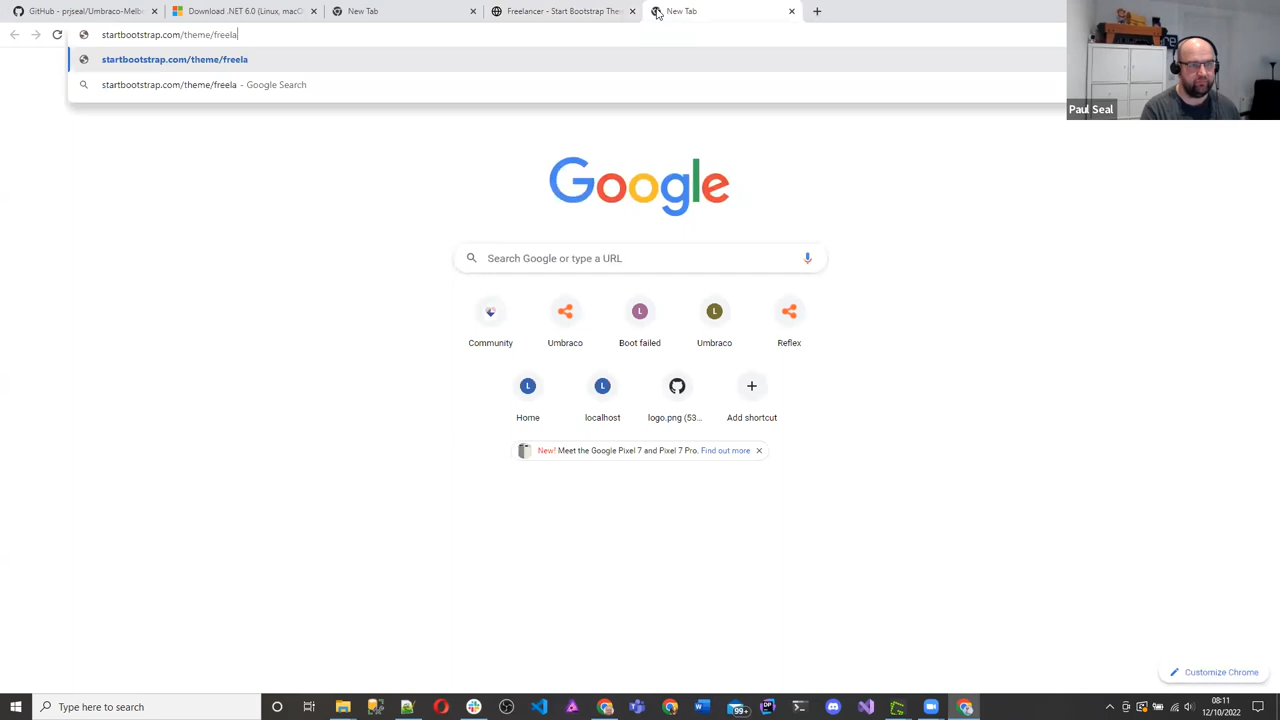 GitHub - prjseal/Umbraco-Melb
Download .NET 6.0 (Linux, mac
New Tab
Freelancer - Start Bootstrap The
New Tab
startbootstrap.com/theme/freela
startbootstrap.com/theme/freela
startbootstrap.com/theme/freela - Google Search
Paul Seal
Google
Search Google or type a URL
Community
Umbraco
L
Boot failed
L
Umbraco
Reflex
L
Home
L
localhost
logo.png (53...
Add shortcut
New! Meet the Google Pixel 7 and Pixel 7 Pro. Find out more
Customize Chrome
Type here to search
99+
08:11
12/10/2022